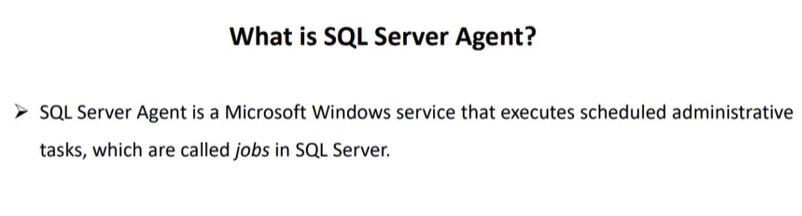 What is SQL Server Agent?
➢ SQL Server Agent is a Microsoft Windows service that executes scheduled administrative
tasks, which are called jobs in SQL Server.